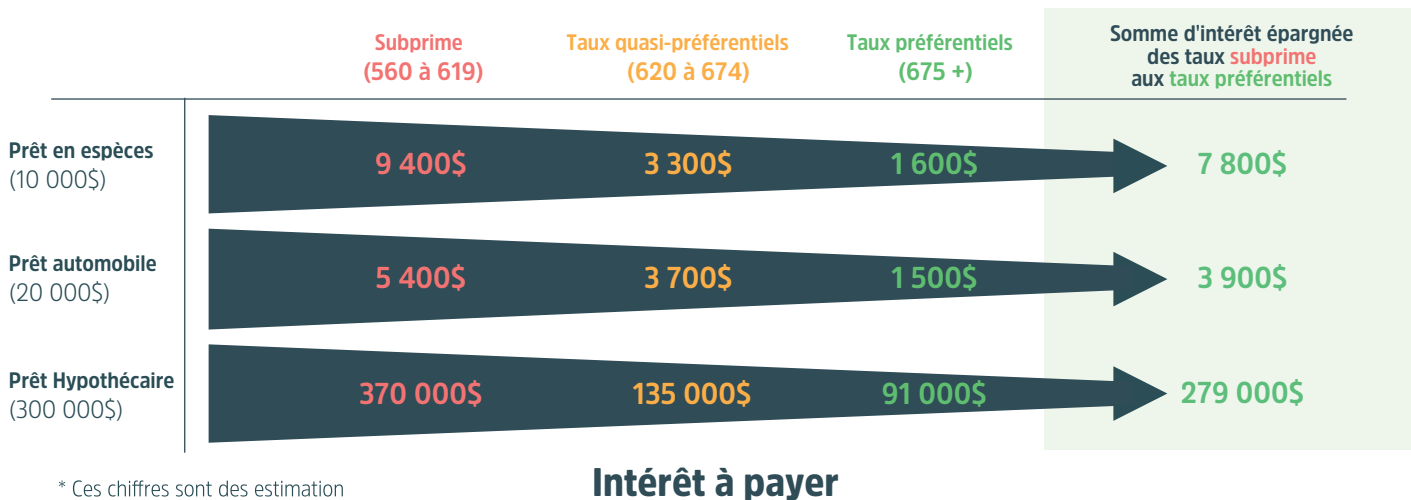 Subprime
(560 à 619)
Taux quasi-préférentiels
(620 à 674)
Taux préférentiels
(675 +)
Somme d'intérêt épargnée
des taux subprime
aux taux préférentiels
Prêt en espèces
(10 000$)
9 400$
3 300$
1 600$
7 800$
Prêt automobile
(20 000$)
5 400$
3 700$
1 500$
3 900$
Prêt Hypothécaire
(300 000$)
370 000$
135 000$
91 000$
279 000$
* Ces chiffres sont des estimation
Intérêt à payer